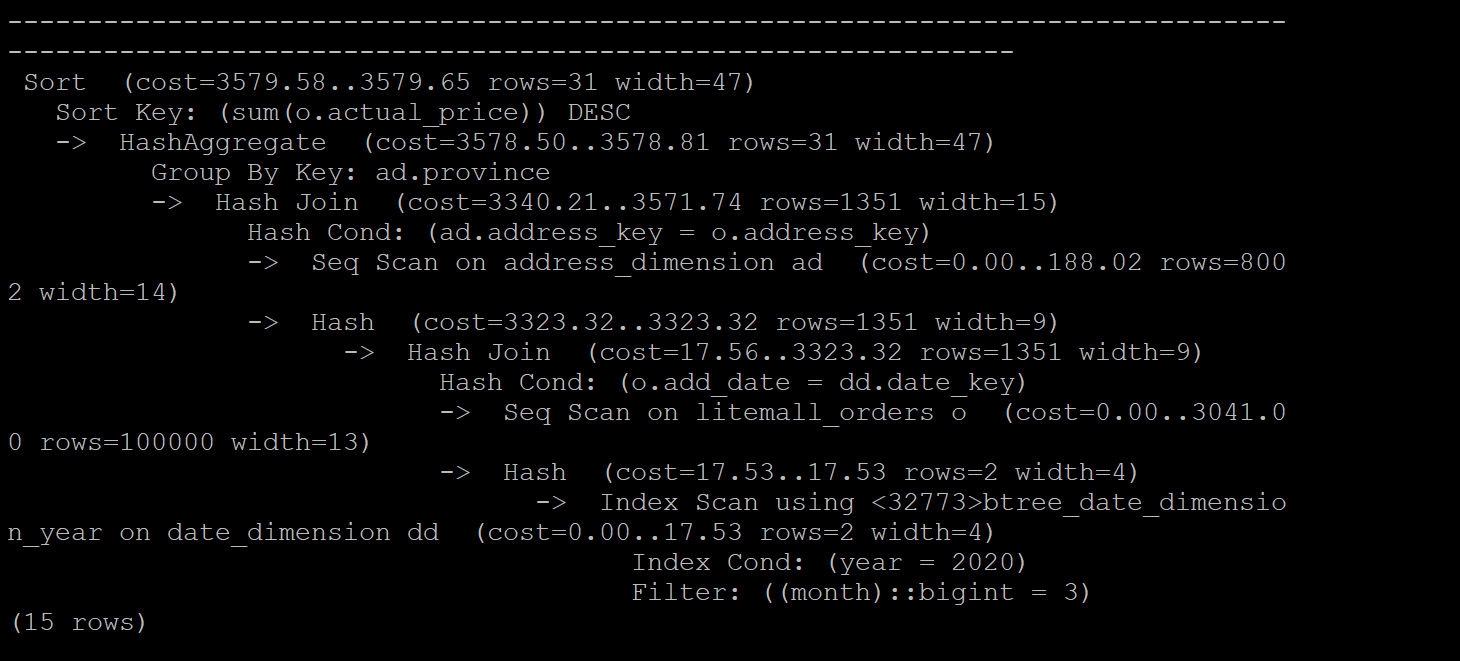 --------------------------------------------------------------------------------
---------------------------------------------------------------
 Sort  (cost=3579.58..3579.65 rows=31 width=47)
   Sort Key: (sum(o.actual_price)) DESC
   ->  HashAggregate  (cost=3578.50..3578.81 rows=31 width=47)
         Group By Key: ad.province
         ->  Hash Join  (cost=3340.21..3571.74 rows=1351 width=15)
               Hash Cond: (ad.address_key = o.address_key)
               ->  Seq Scan on address_dimension ad  (cost=0.00..188.02 rows=800
2 width=14)
               ->  Hash  (cost=3323.32..3323.32 rows=1351 width=9)
                     ->  Hash Join  (cost=17.56..3323.32 rows=1351 width=9)
                           Hash Cond: (o.add_date = dd.date_key)
                           ->  Seq Scan on litemall_orders o  (cost=0.00..3041.0
0 rows=100000 width=13)
                           ->  Hash  (cost=17.53..17.53 rows=2 width=4)
                                 ->  Index Scan using <32773>btree_date_dimensio
n_year on date_dimension dd  (cost=0.00..17.53 rows=2 width=4)
                                       Index Cond: (year = 2020)
                                       Filter: ((month)::bigint = 3)
(15 rows)